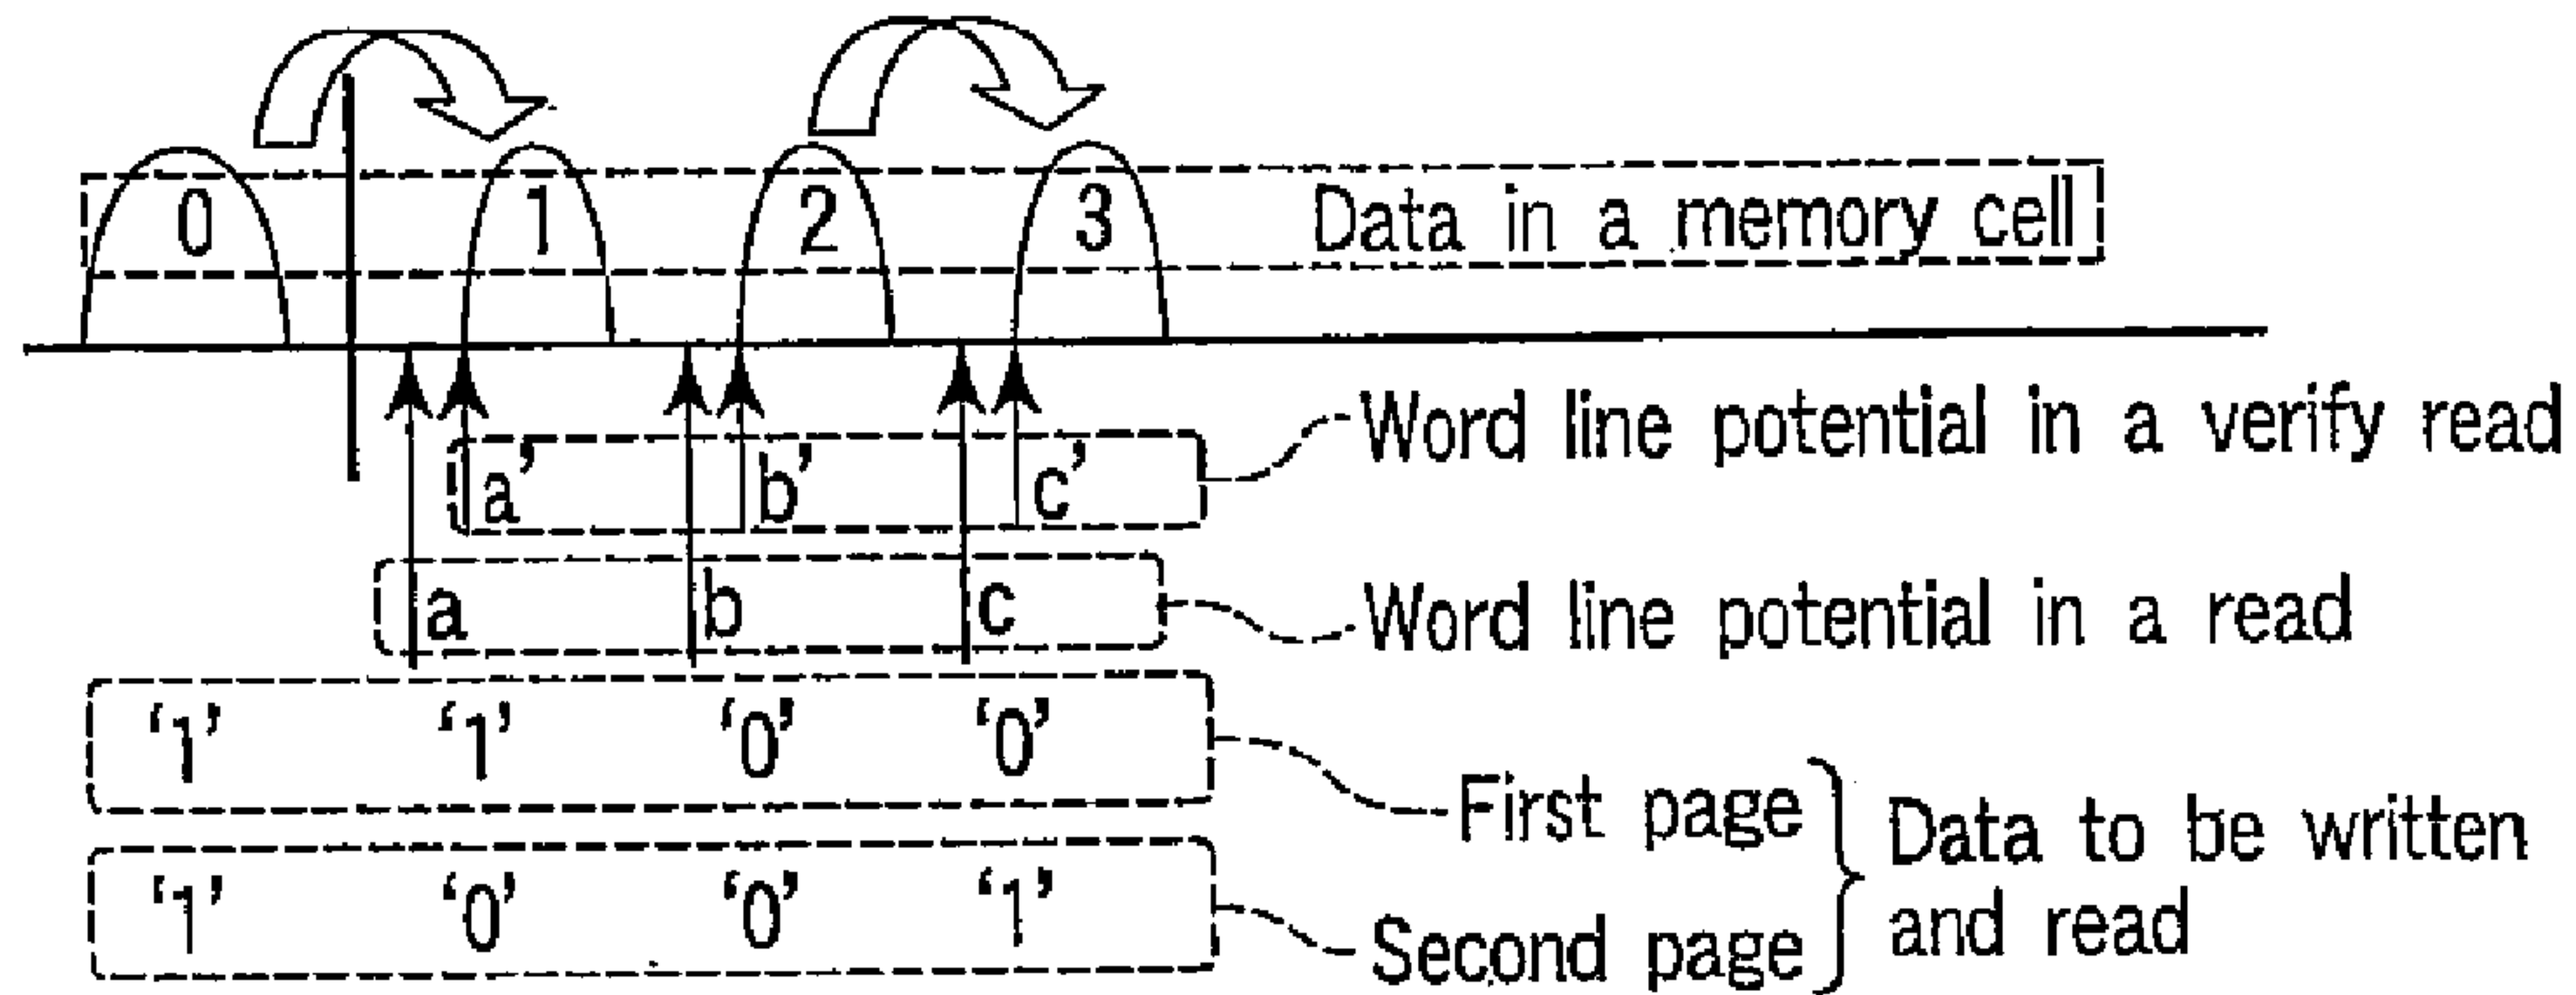 0 1 2 3 Data in a memory cell
a' b' c' Word line potential in a verify read
a b c Word line potential in a read
‘1’ ‘1’ ‘0’ ‘0’ First page
‘1’ ‘0’ ‘0’ ‘1’ Second page
Data to be written
and read